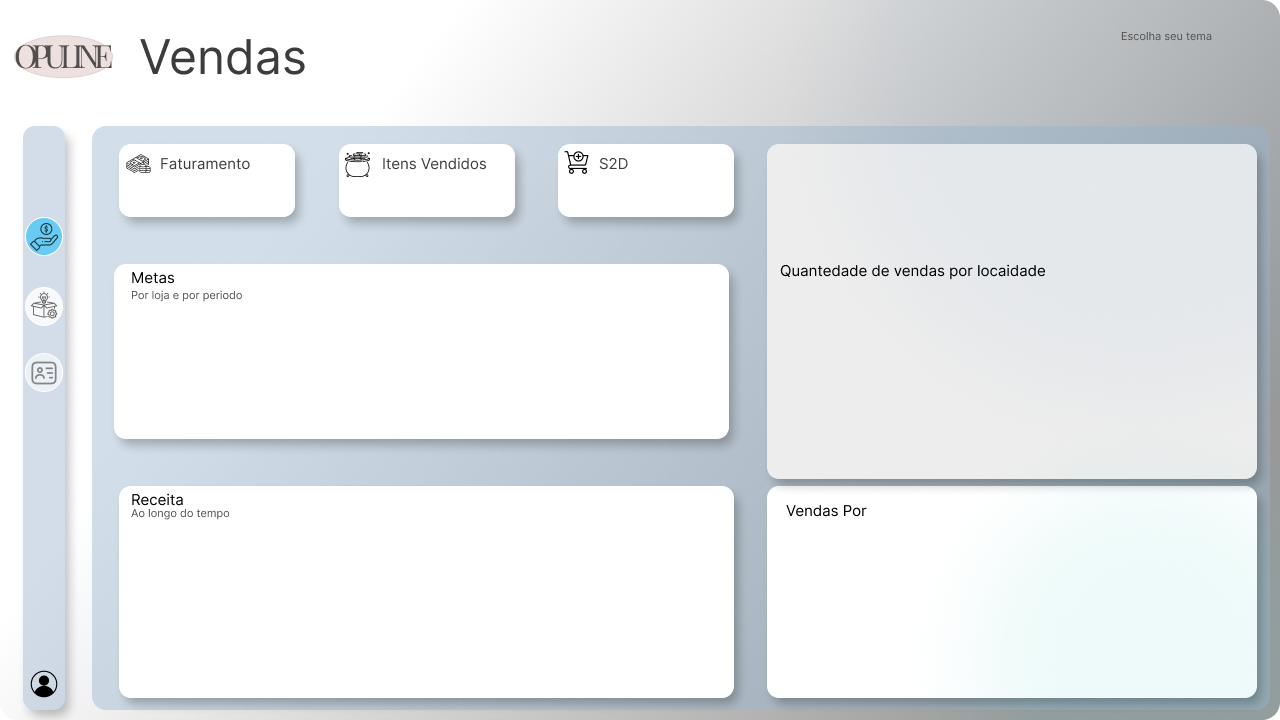 OPULINE
Vendas
Escolha seu tema
Faturamento
Itens Vendidos
S2D
Metas
Por loja e por periodo
Quantedade de vendas por locaidade
Receita
Ao longo do tempo
Vendas Por